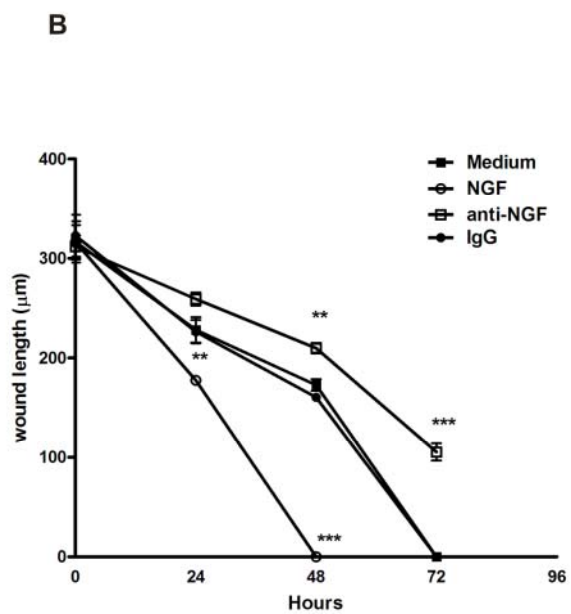 B
400
300
200
100
0
wound length (μm)
Medium
NGF
anti-NGF
IgG
**
**
***
***
0 24 48 72 96
Hours